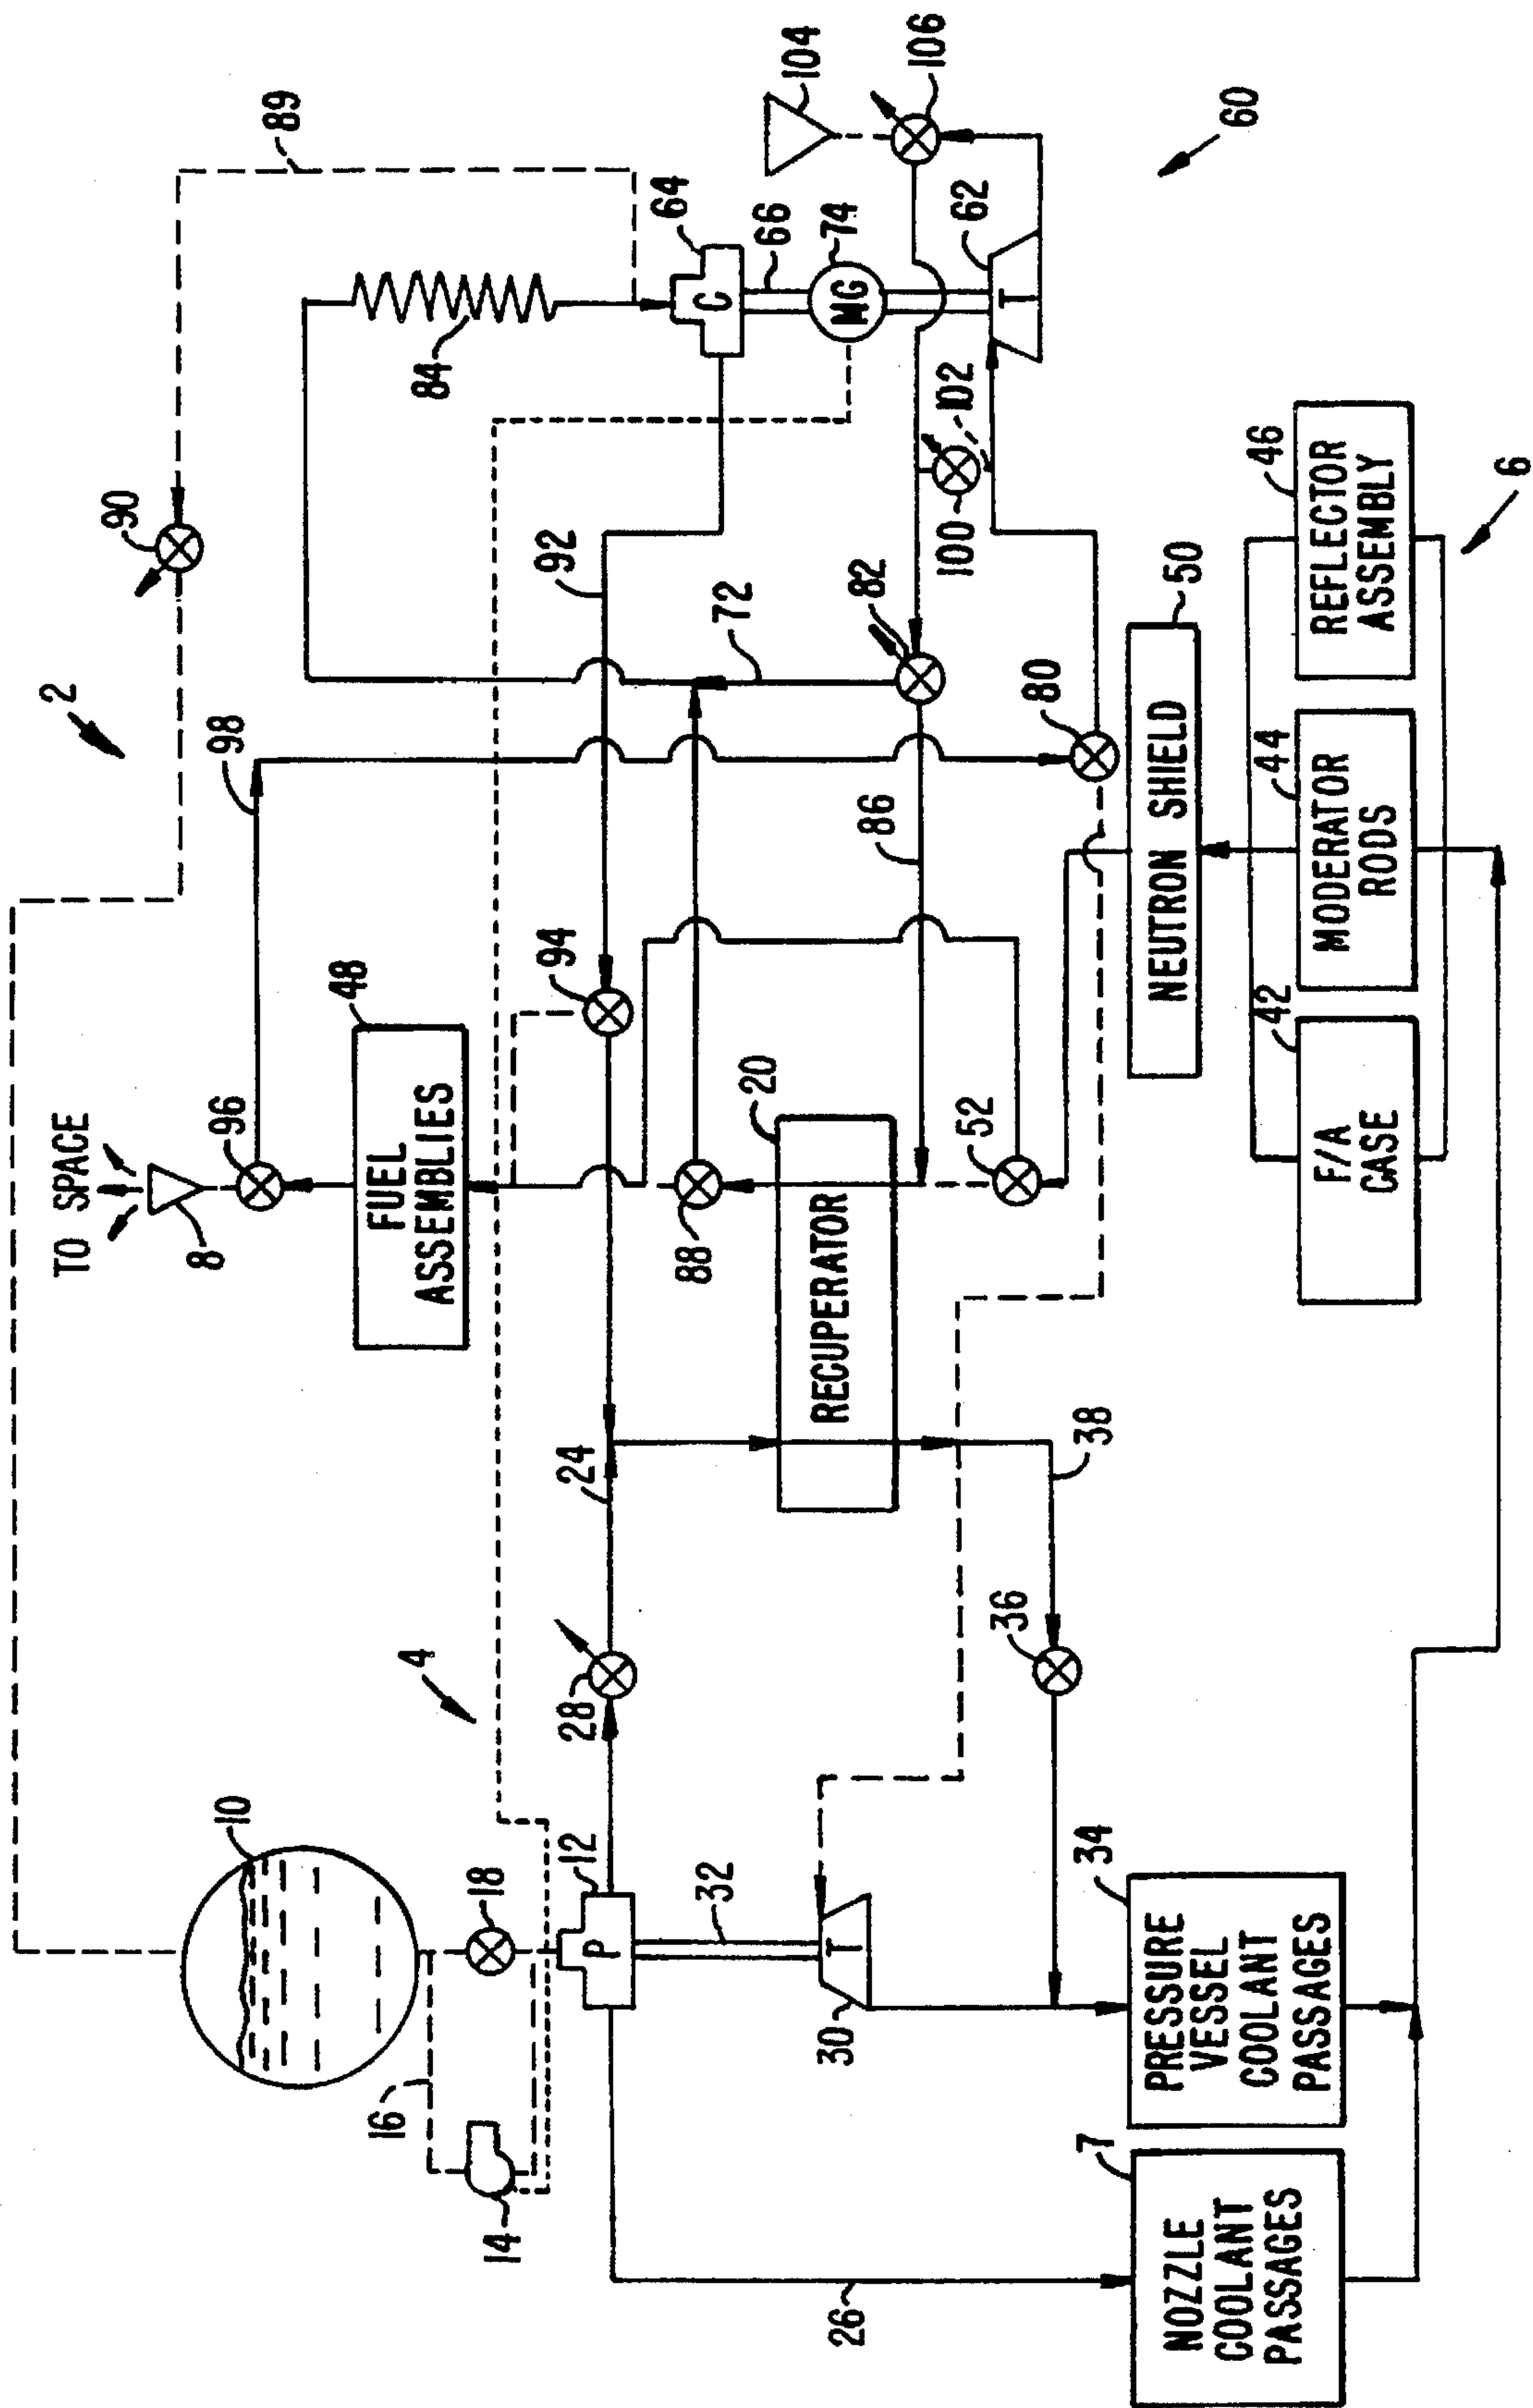 2
89
90
98
TO SPACE
8
96
48
FUEL
ASSEMBLIES
84
64
C
66
74
MG
62
T
104
106
60
92
94
72
82
100
102
86
80
88
20
RECUPERATOR
52
24
28
4
10
18
16
14
12
P
32
T
30
36
38
26
7
NOZZLE
COOLANT
PASSAGES
34
PRESSURE
VESSEL
COOLANT
PASSAGES
50
NEUTRON SHIELD
42
F/A
CASE
44
MODERATOR
RODS
46
REFLECTOR
ASSEMBLY
6